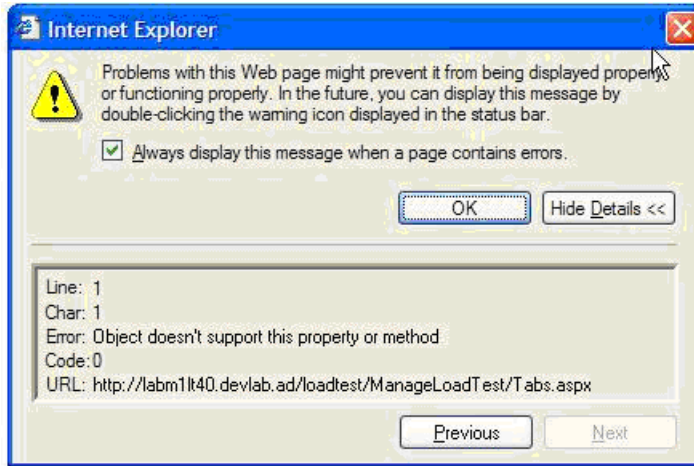 Internet Explorer
Problems with this Web page might prevent it from being displayed properly
or functioning properly. In the future, you can display this message by
double-clicking the warning icon displayed in the status bar.
Always display this message when a page contains errors.
OK
Hide Details <<
Line: 1
Char: 1
Error: Object doesn't support this property or method
Code:0
URL: http://labm1lt40.devlab.ad/loadtest/ManageLoadTest/Tabs.aspx
Previous
Next